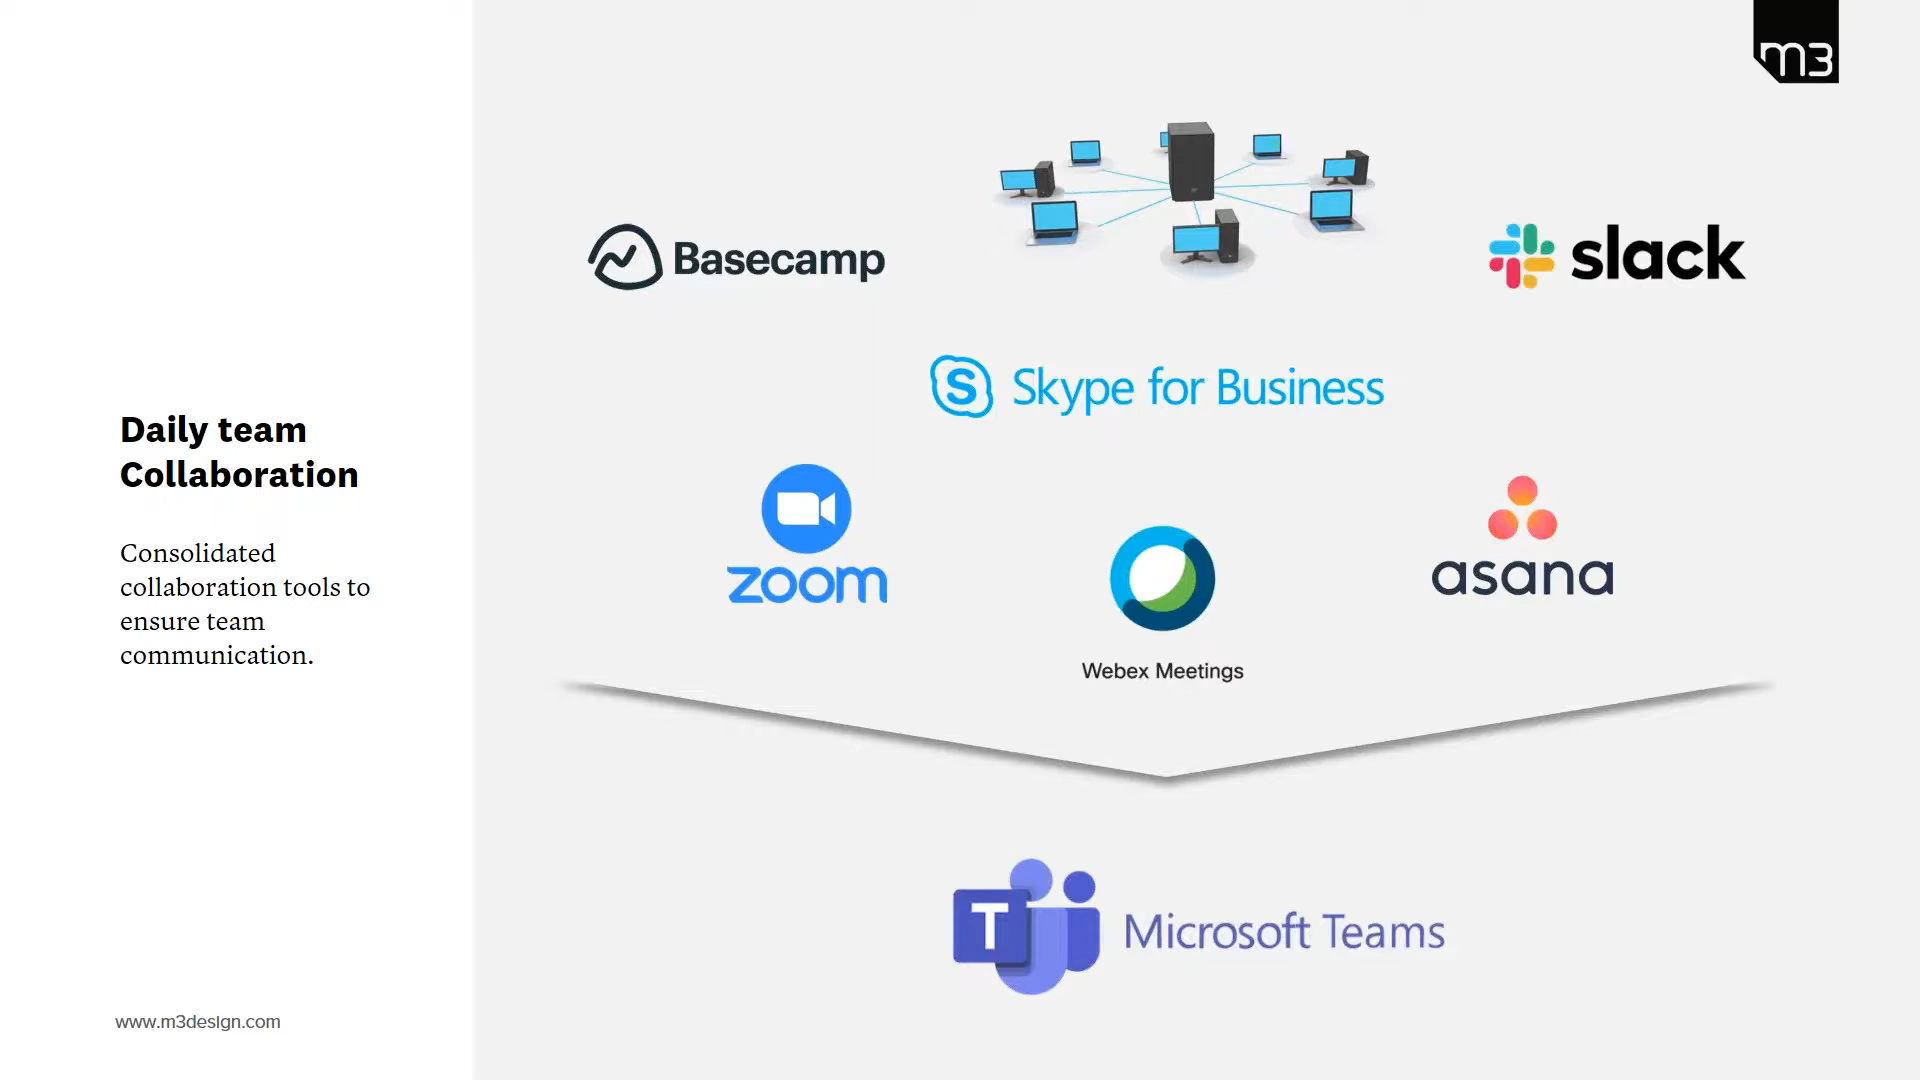 m3
Basecamp
slack
S Skype for Business
Daily team
Collaboration
Consolidated
collaboration tools to
ensure team
communication.
zoom
asana
Webex Meetings
T Microsoft Teams
www.m3design.com